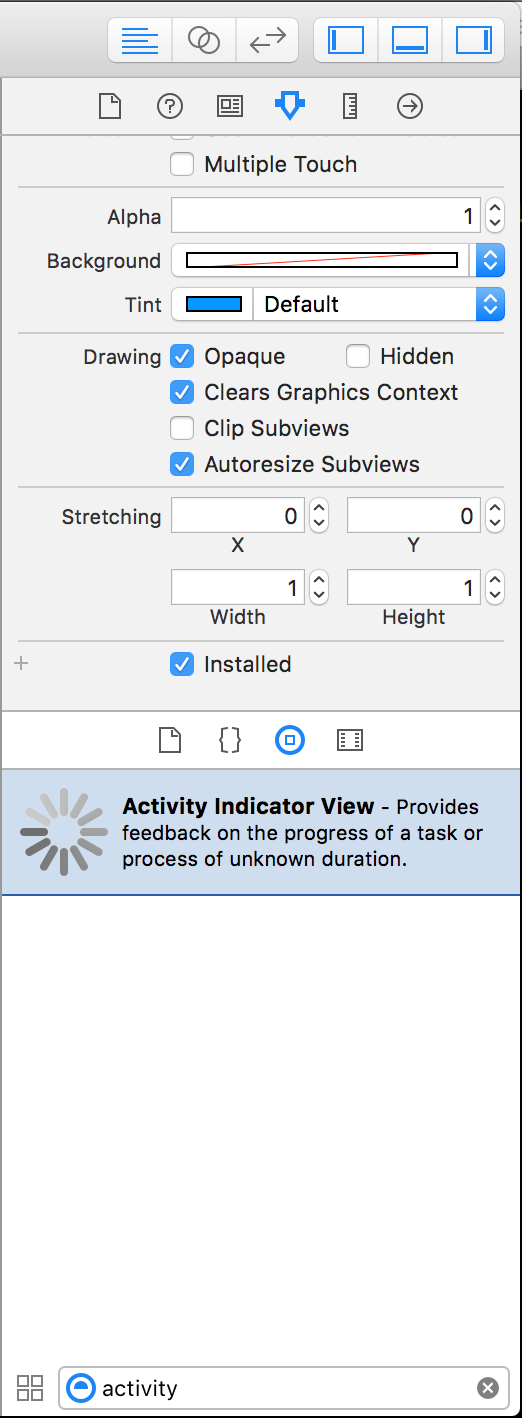 Multiple Touch
Alpha 1
Background
Tint Default
Drawing Opaque Hidden
Clears Graphics Context
Clip Subviews
Autoresize Subviews
Stretching 0 0
X Y
1 1
Width Height
+ Installed
{}
Activity Indicator View - Provides
feedback on the progress of a task or
process of unknown duration.
activity